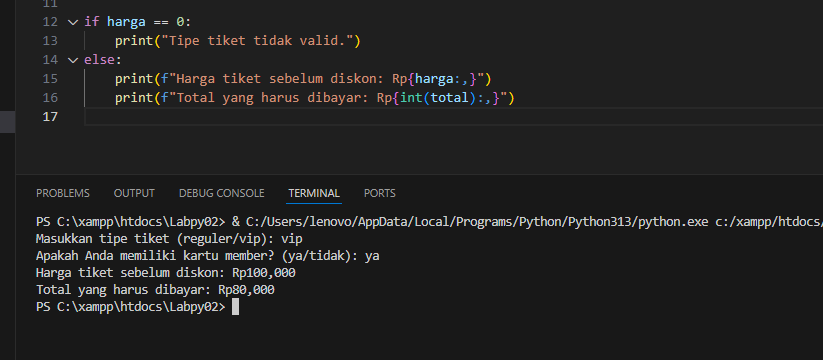 11
12 if harga == 0:
13 print("Tipe tiket tidak valid.")
14 else:
15 print(f"Harga tiket sebelum diskon: Rp{harga:,}")
16 print(f"Total yang harus dibayar: Rp{int(total):,}")
17
PROBLEMS OUTPUT DEBUG CONSOLE TERMINAL PORTS
PS C:\xampp\htdocs\Labpy02> & C:/Users/lenovo/AppData/Local/Programs/Python/Python313/python.exe c:/xampp/htdocs/
Masukkan tipe tiket (reguler/vip): vip
Apakah Anda memiliki kartu member? (ya/tidak): ya
Harga tiket sebelum diskon: Rp100,000
Total yang harus dibayar: Rp80,000
PS C:\xampp\htdocs\Labpy02>